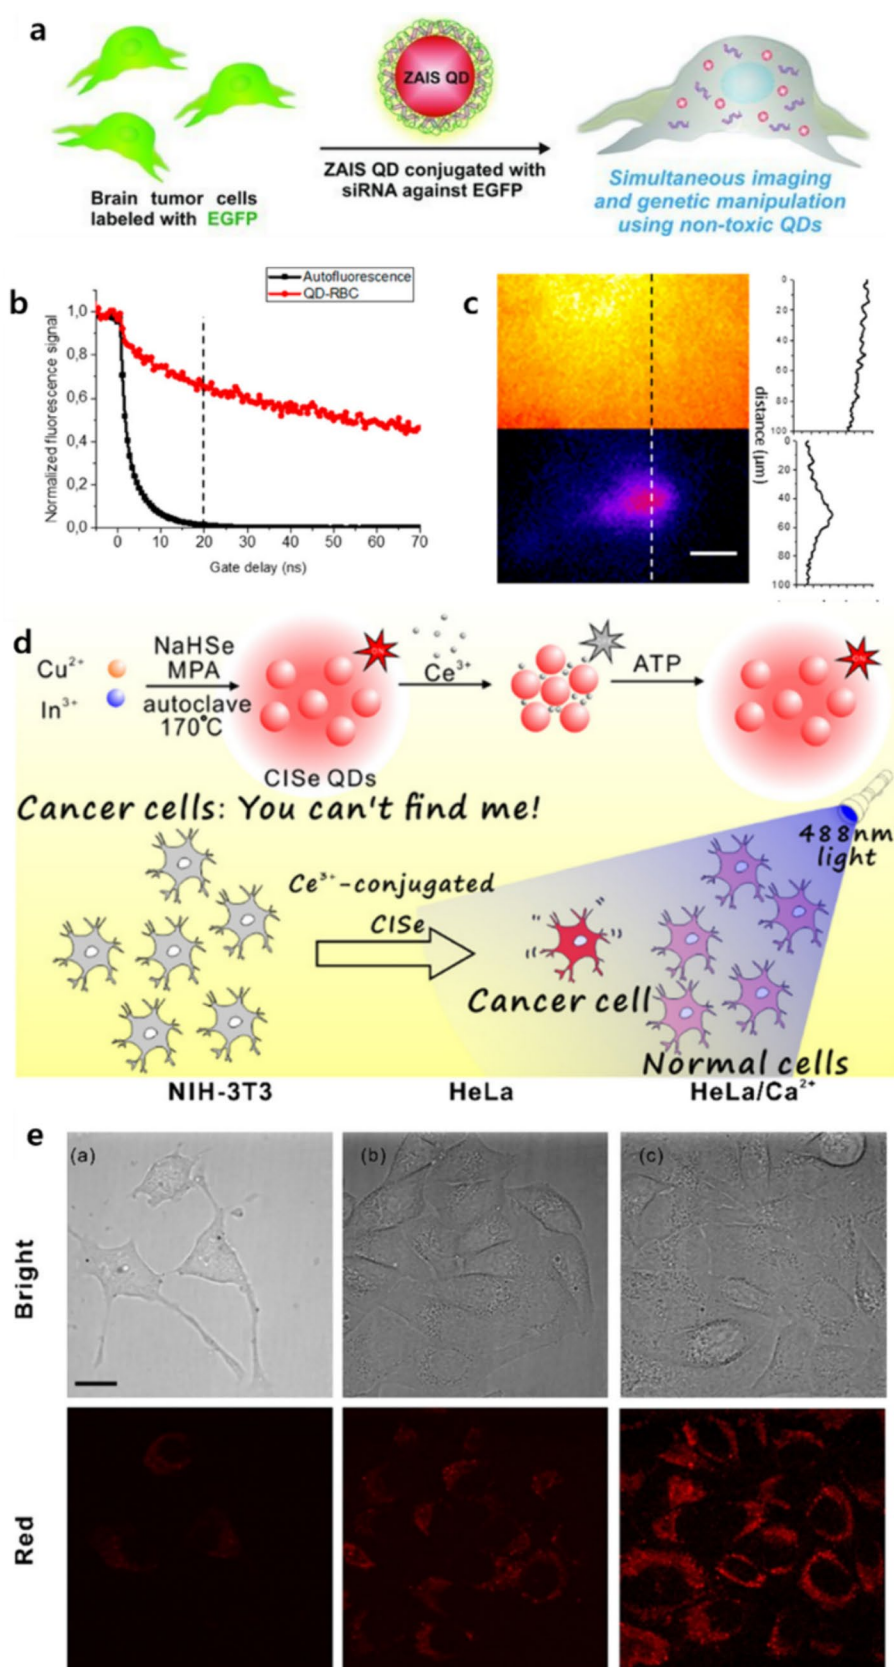 a
ZAIS QD
Brain tumor cells
labeled with EGFP
ZAIS QD conjugated with
siRNA against EGFP
Simultaneous imaging
and genetic manipulation
using non-toxic QDs
b
Autofluorescence
QD-RBC
Normalized fluorescence signal
1,0
0,8
0,6
0,4
0,2
0,0
0 10 20 30 40 50 60 70
Gate delay (ns)
c
0
20
40
60
80
100
0
20
40
60
80
100
distance (μm)
d
Cu²⁺
In³⁺
NaHSe
MPA
autoclave
170°C
CISe QDs
ON
Ce³⁺
ATP
ON
Cancer cells: You can't find me!
488nm
light
Ce³⁺-conjugated
CISe
Cancer cell
Normal cells
NIH-3T3 HeLa HeLa/Ca²⁺
e
(a) (b) (c)
Bright
Red